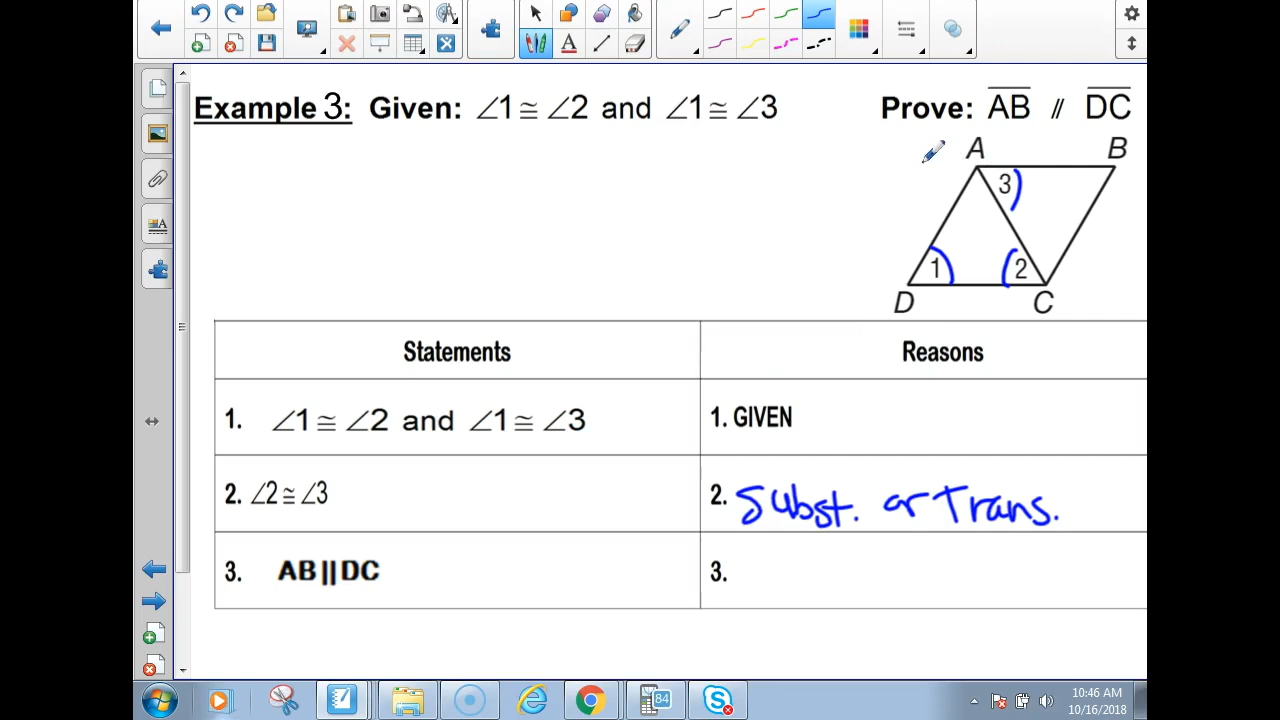 Example 3: Given: ∠1 ≅ ∠2 and ∠1 ≅ ∠3 Prove: AB // DC
A B
3
1 2
D C
Statements Reasons
1. ∠1 ≅ ∠2 and ∠1 ≅ ∠3 1. GIVEN
2. ∠2 ≅ ∠3 2. Subst. or Trans.
3. AB || DC 3.
84
10:46 AM
10/16/2018